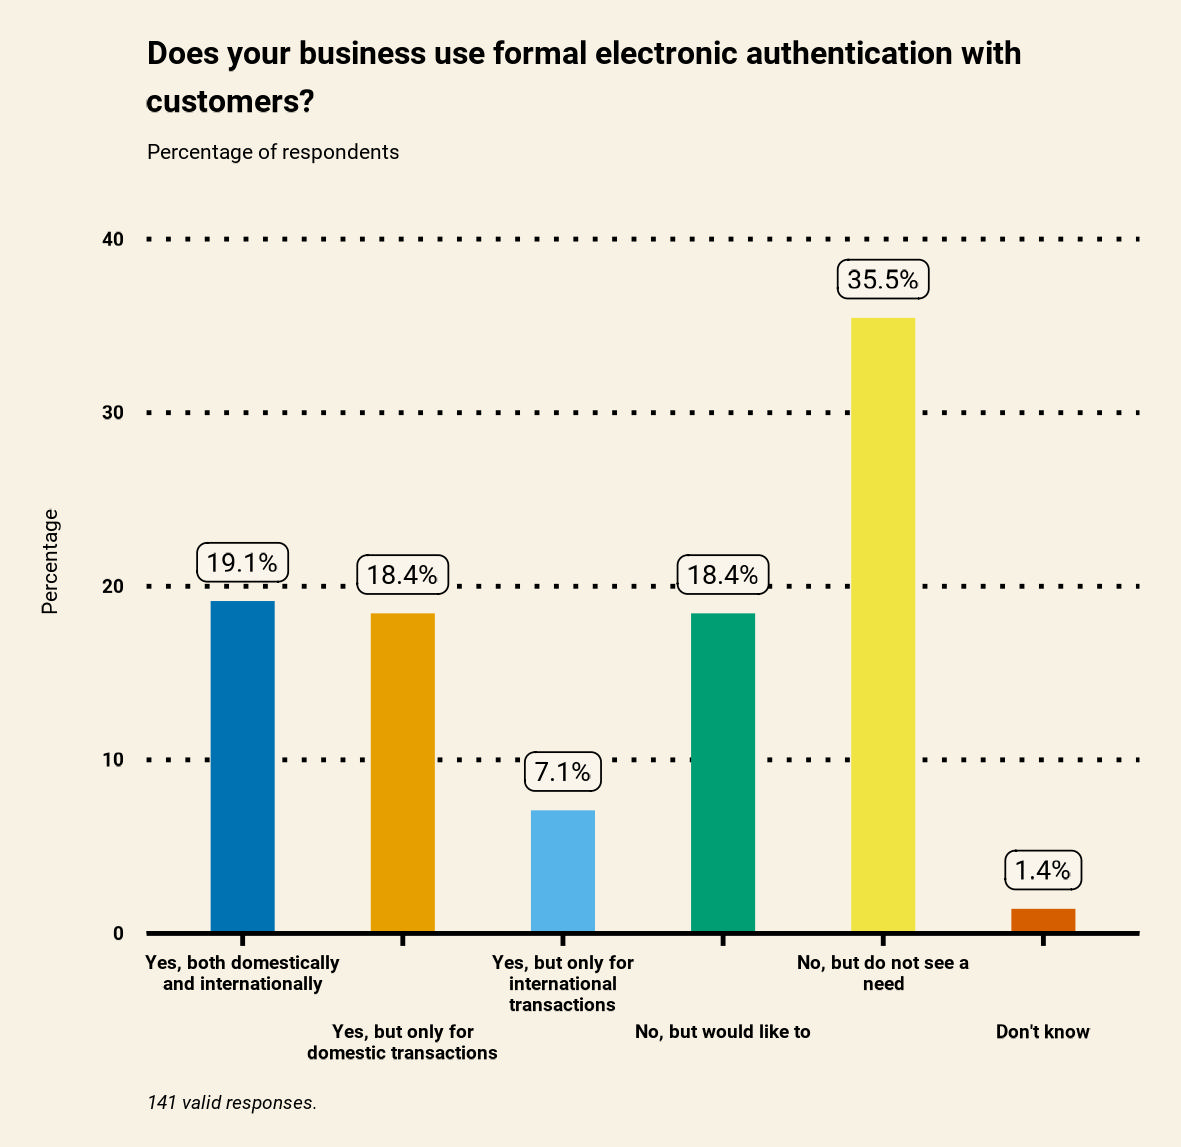 Does your business use formal electronic authentication with
customers?
Percentage of respondents
40
35.5%
30
Percentage
19.1%
18.4%
18.4%
20
10
7.1%
1.4%
0
Yes, both domestically
and internationally
Yes, but only for
domestic transactions
Yes, but only for
international
transactions
No, but would like to
No, but do not see a
need
Don't know
141 valid responses.